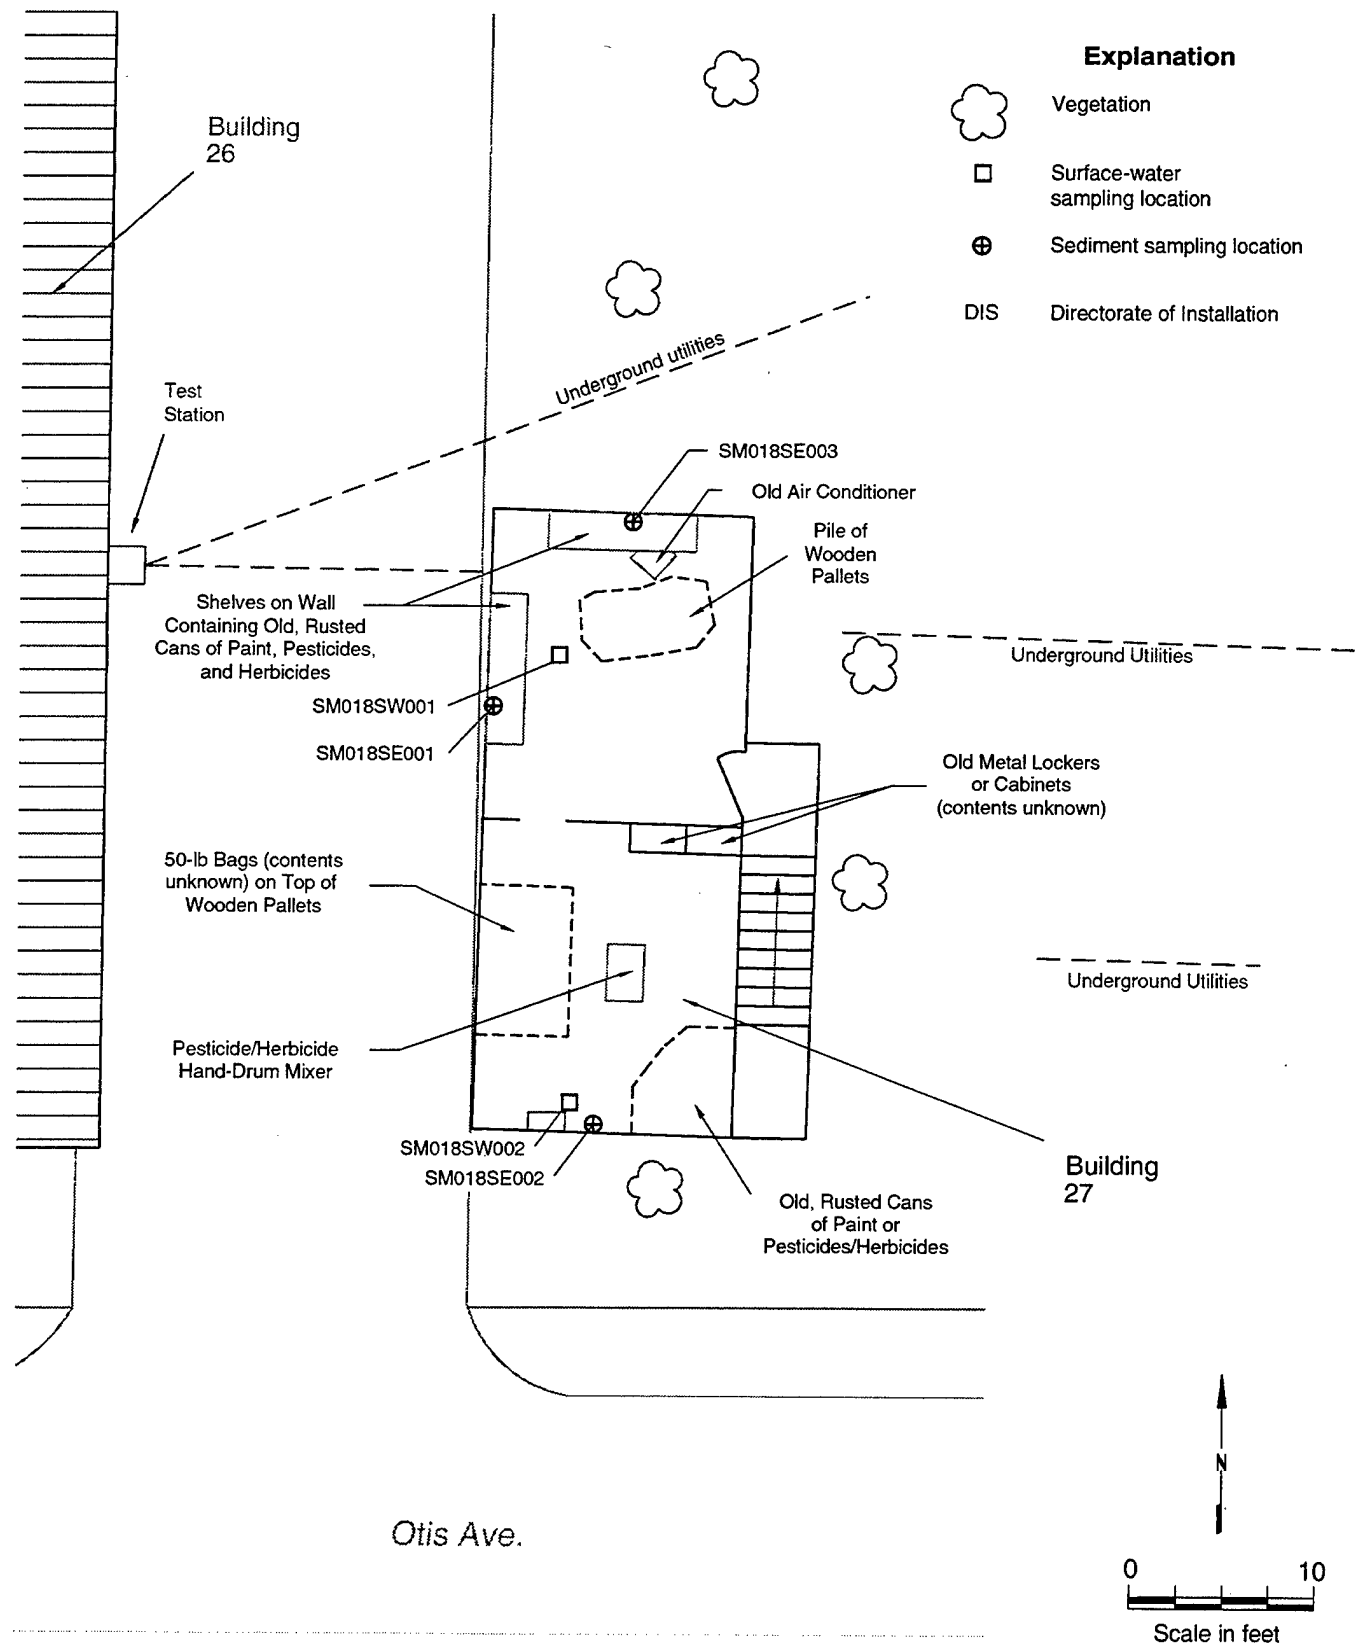 Explanation
Vegetation
Surface-water
sampling location
Sediment sampling location
DIS Directorate of Installation
Building
26
Underground utilities
Test
Station
SM018SE003
Old Air Conditioner
Pile of
Wooden
Pallets
Shelves on Wall
Containing Old, Rusted
Cans of Paint, Pesticides,
and Herbicides
Underground Utilities
SM018SW001
SM018SE001
Old Metal Lockers
or Cabinets
(contents unknown)
50-lb Bags (contents
unknown) on Top of
Wooden Pallets
Underground Utilities
Pesticide/Herbicide
Hand-Drum Mixer
SM018SW002
SM018SE002
Building
27
Old, Rusted Cans
of Paint or
Pesticides/Herbicides
N
Otis Ave.
0 10
Scale in feet